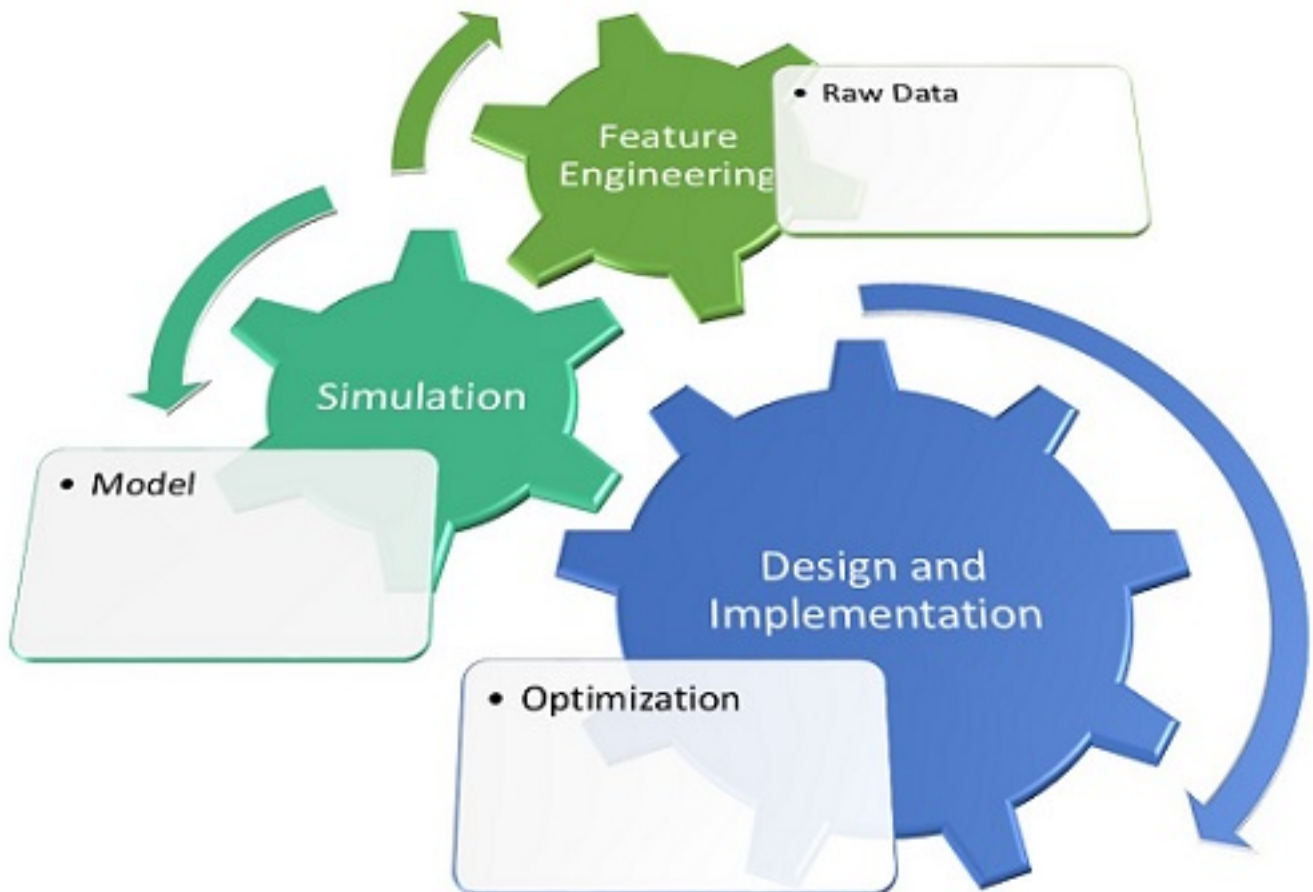 Feature
Engineering
• Raw Data
Simulation
• Model
Design and
Implementation
• Optimization